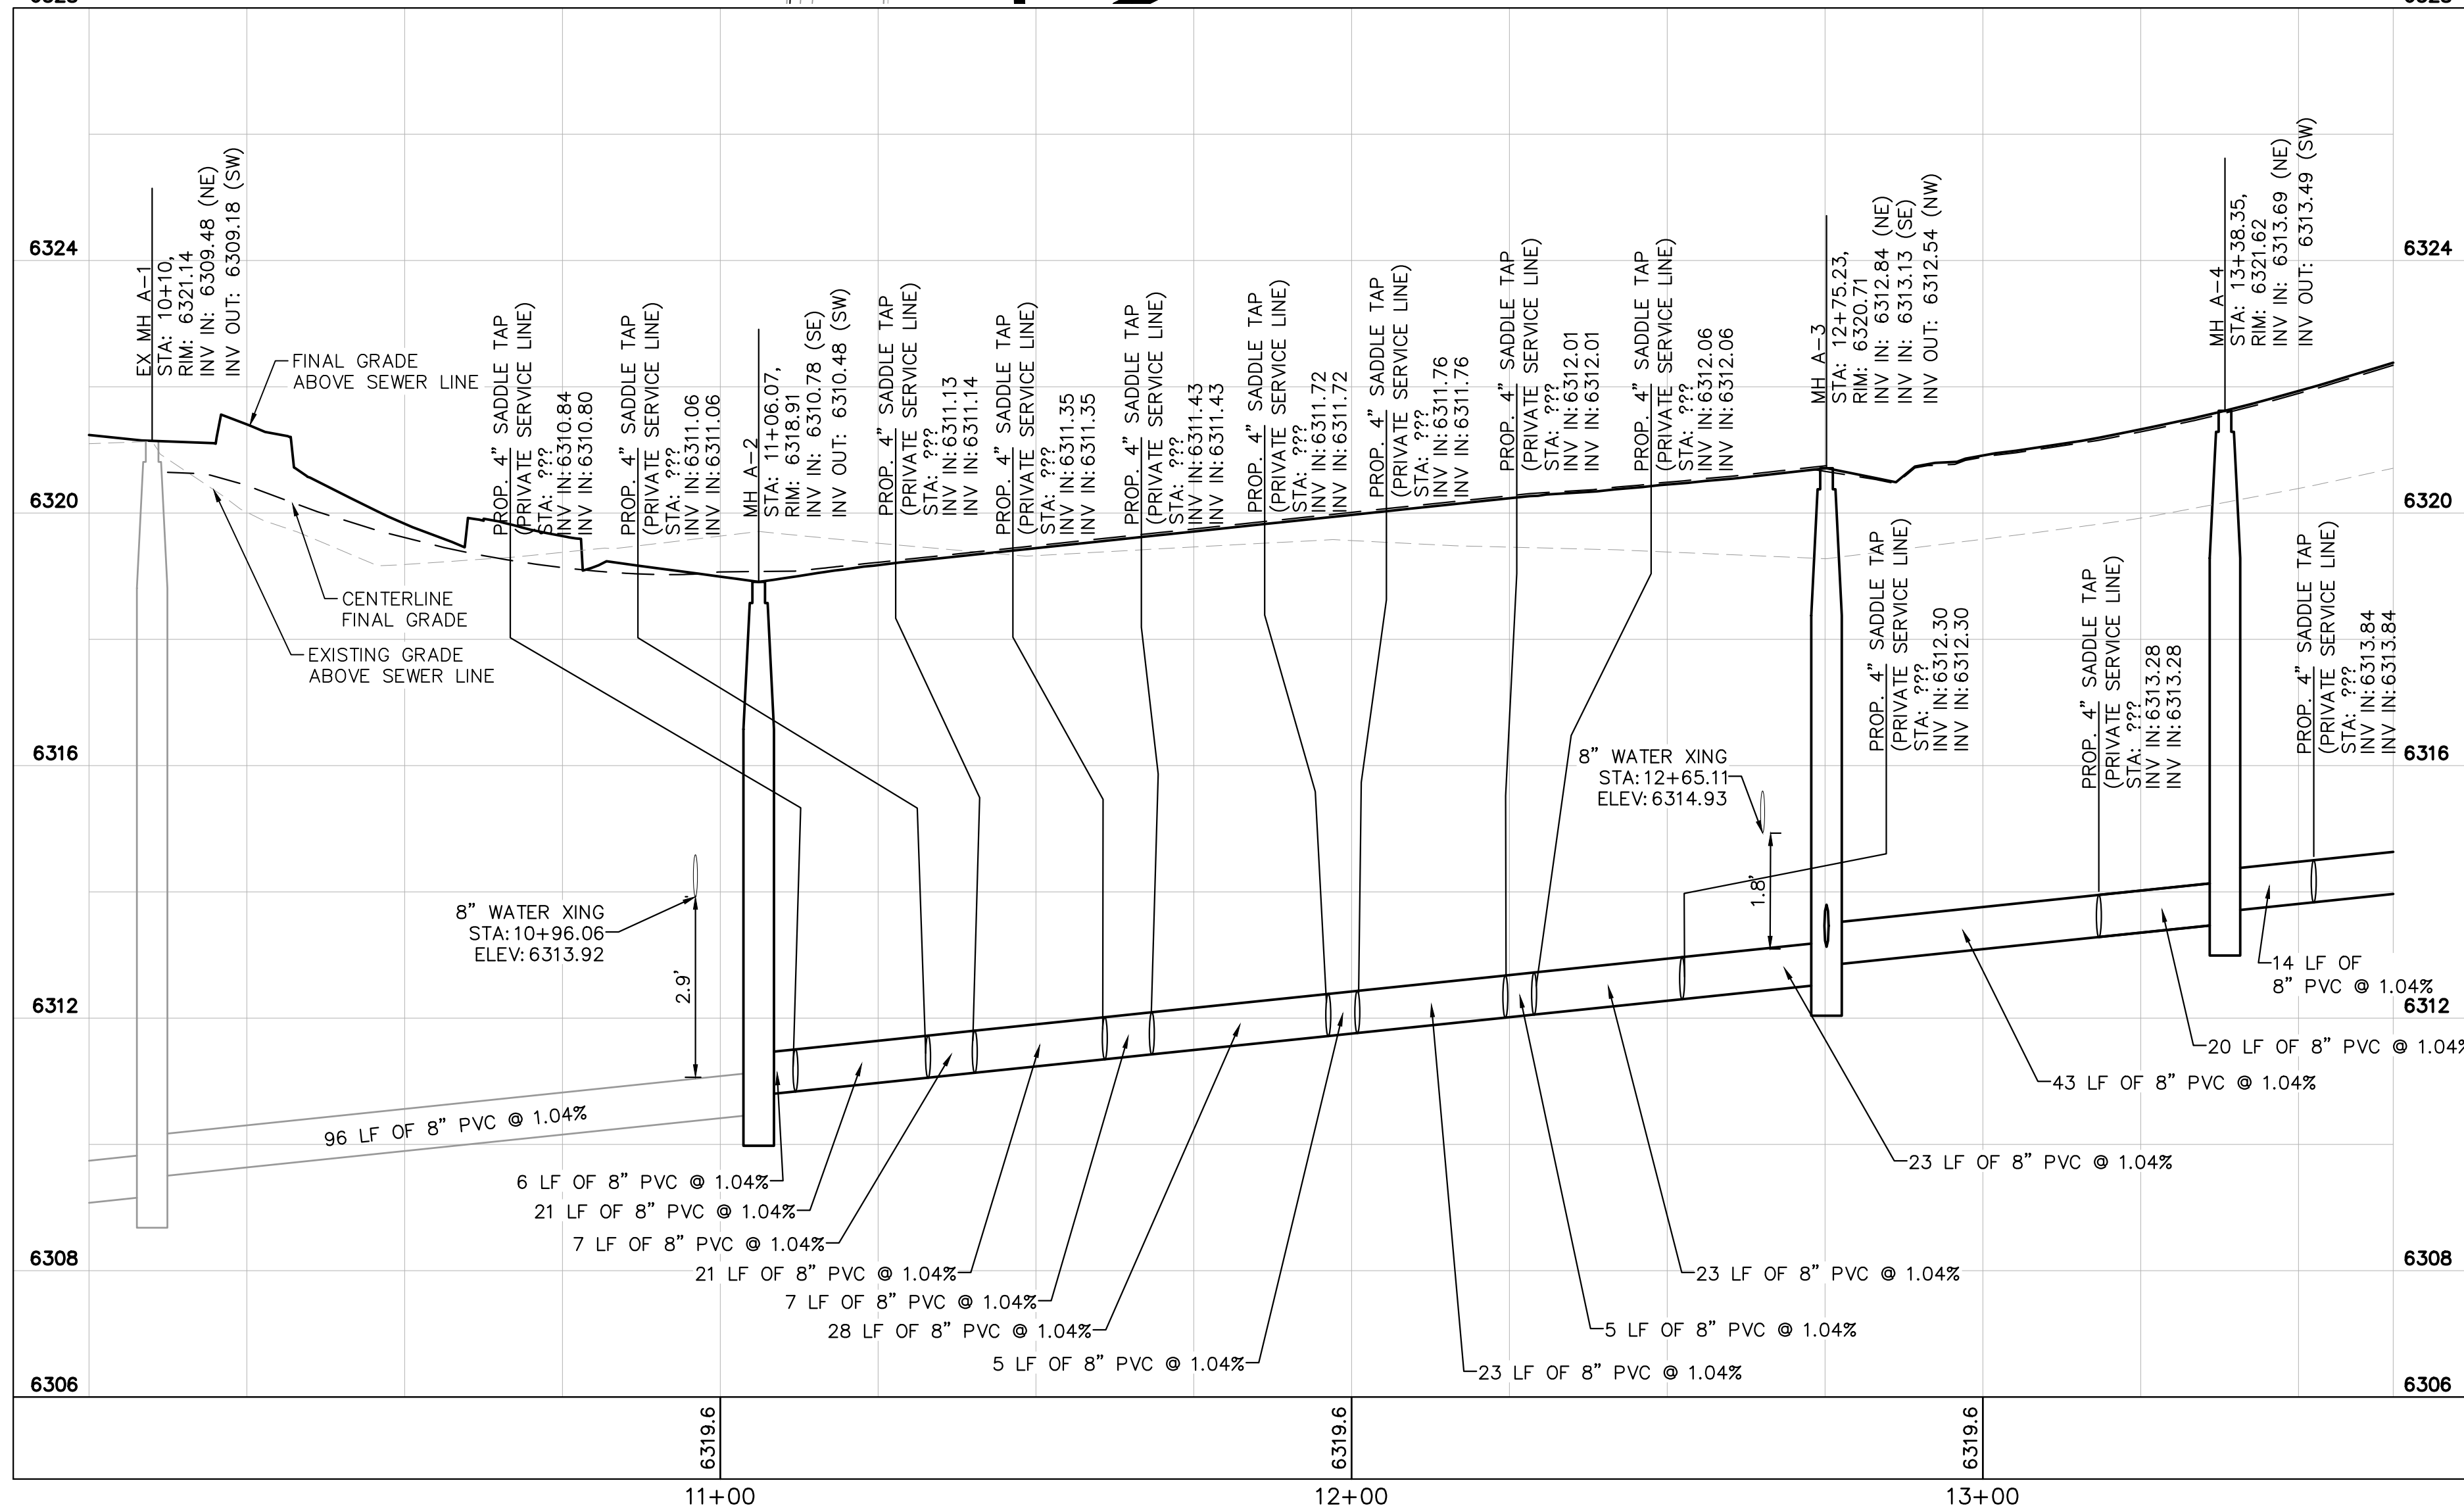 6324
6320
6316
6312
6308
6306
6324
6320
6316
6312
6308
6306
EX MH A-1
STA: 10+10,
RIM: 6321.14
INV IN: 6309.48 (NE)
INV OUT: 6309.18 (SW)
FINAL GRADE
ABOVE SEWER LINE
CENTERLINE
FINAL GRADE
EXISTING GRADE
ABOVE SEWER LINE
PROP. 4" SADDLE TAP
(PRIVATE SERVICE LINE)
STA: ???
INV IN:6310.84
INV IN:6310.80
PROP. 4" SADDLE TAP
(PRIVATE SERVICE LINE)
STA: ???
INV IN:6311.06
INV IN:6311.06
MH A-2
STA: 11+06.07,
RIM: 6318.91
INV IN: 6310.78 (SE)
INV OUT: 6310.48 (SW)
PROP. 4" SADDLE TAP
(PRIVATE SERVICE LINE)
STA: ???
INV IN:6311.13
INV IN:6311.14
PROP. 4" SADDLE TAP
(PRIVATE SERVICE LINE)
STA: ???
INV IN:6311.35
INV IN:6311.35
PROP. 4" SADDLE TAP
(PRIVATE SERVICE LINE)
STA: ???
INV IN:6311.43
INV IN:6311.43
PROP. 4" SADDLE TAP
(PRIVATE SERVICE LINE)
STA: ???
INV IN:6311.72
INV IN:6311.72
PROP. 4" SADDLE TAP
(PRIVATE SERVICE LINE)
STA: ???
INV IN:6311.76
INV IN:6311.76
PROP. 4" SADDLE TAP
(PRIVATE SERVICE LINE)
STA: ???
INV IN:6312.01
INV IN:6312.01
PROP. 4" SADDLE TAP
(PRIVATE SERVICE LINE)
STA: ???
INV IN:6312.06
INV IN:6312.06
MH A-3
STA: 12+75.23,
RIM: 6320.71
INV IN: 6312.84 (NE)
INV IN: 6313.13 (SE)
INV OUT: 6312.54 (NW)
PROP. 4" SADDLE TAP
(PRIVATE SERVICE LINE)
STA: ???
INV IN:6312.30
INV IN:6312.30
PROP. 4" SADDLE TAP
(PRIVATE SERVICE LINE)
STA: ???
INV IN:6313.28
INV IN:6313.28
MH A-4
STA: 13+38.35,
RIM: 6321.62
INV IN: 6313.69 (NE)
INV OUT: 6313.49 (SW)
PROP. 4" SADDLE TAP
(PRIVATE SERVICE LINE)
STA: ???
INV IN:6313.84
INV IN:6313.84
8" WATER XING
STA:10+96.06
ELEV:6313.92
2.9'
8" WATER XING
STA:12+65.11
ELEV:6314.93
1.8'
96 LF OF 8" PVC @ 1.04%
6 LF OF 8" PVC @ 1.04%
21 LF OF 8" PVC @ 1.04%
7 LF OF 8" PVC @ 1.04%
21 LF OF 8" PVC @ 1.04%
7 LF OF 8" PVC @ 1.04%
28 LF OF 8" PVC @ 1.04%
5 LF OF 8" PVC @ 1.04%
23 LF OF 8" PVC @ 1.04%
5 LF OF 8" PVC @ 1.04%
23 LF OF 8" PVC @ 1.04%
23 LF OF 8" PVC @ 1.04%
43 LF OF 8" PVC @ 1.04%
20 LF OF 8" PVC @ 1.04%
14 LF OF
8" PVC @ 1.04%
6319.6
6319.6
6319.6
11+00
12+00
13+00